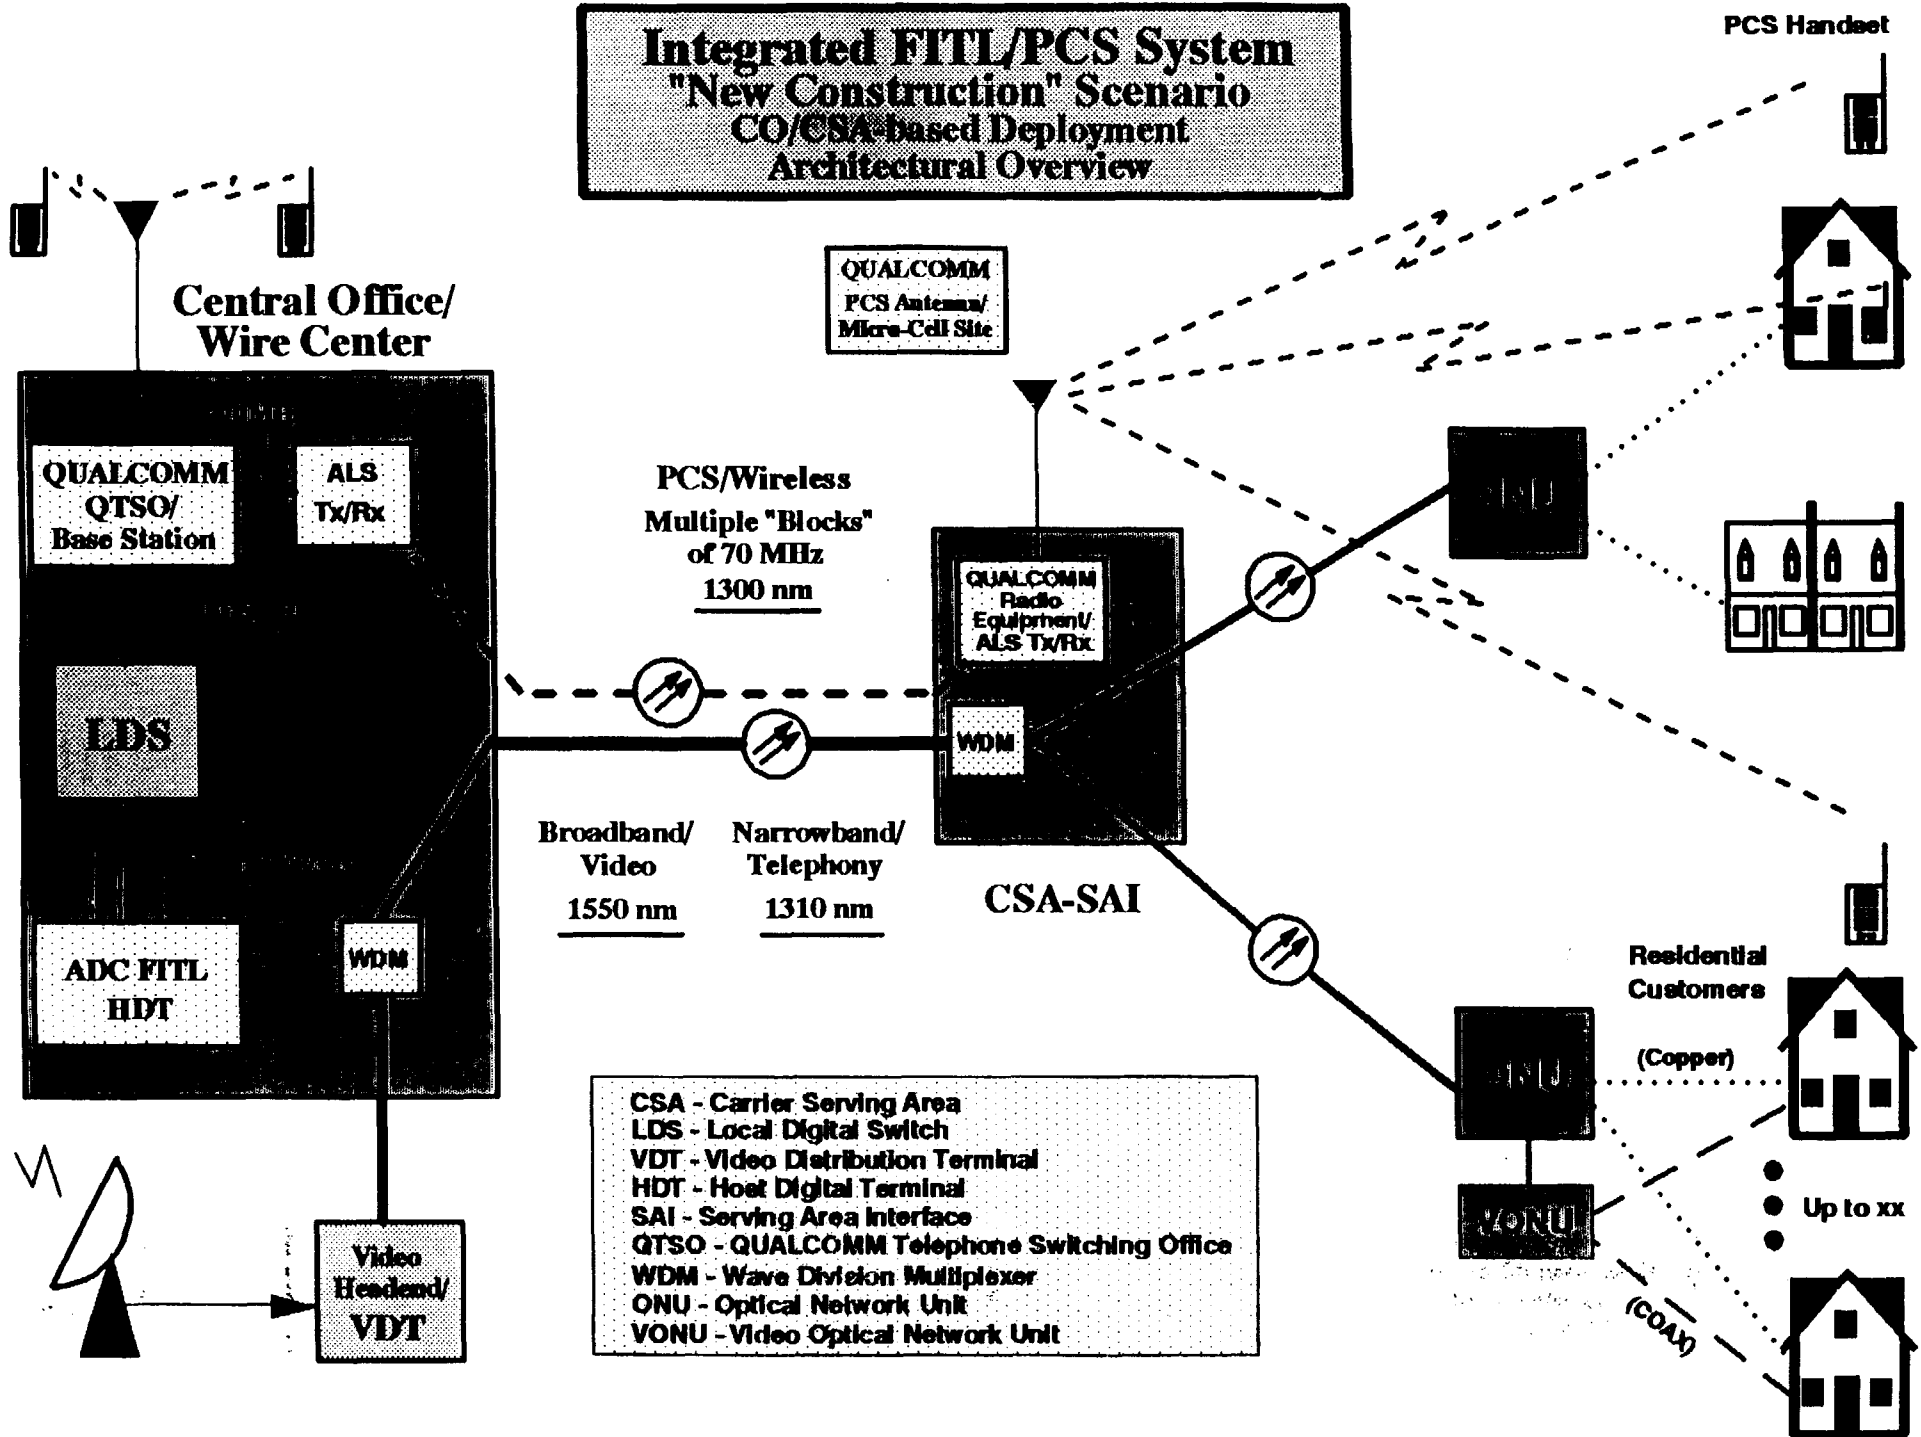 Integrated FITL/PCS System
"New Construction" Scenario
CO/CSA-based Deployment
Architectural Overview
PCS Handset
Central Office/
Wire Center
QUALCOMM
PCS Antenna/
Micro-Cell Site
QUALCOMM
QTSO/
Base Station
ALS
Tx/Rx
LDS
ADC FITL
HDT
WDM
PCS/Wireless
Multiple "Blocks"
of 70 MHz
1300 nm
Broadband/
Video
1550 nm
Narrowband/
Telephony
1310 nm
QUALCOMM
Radio
Equipment/
ALS Tx/Rx
WDM
CSA-SAI
ONU
ONU
VONU
Residential
Customers
(Copper)
Up to xx
(COAX)
Video
Headend/
VDT
CSA - Carrier Serving Area
LDS - Local Digital Switch
VDT - Video Distribution Terminal
HDT - Host Digital Terminal
SAI - Serving Area Interface
QTSO - QUALCOMM Telephone Switching Office
WDM - Wave Division Multiplexer
ONU - Optical Network Unit
VONU - Video Optical Network Unit